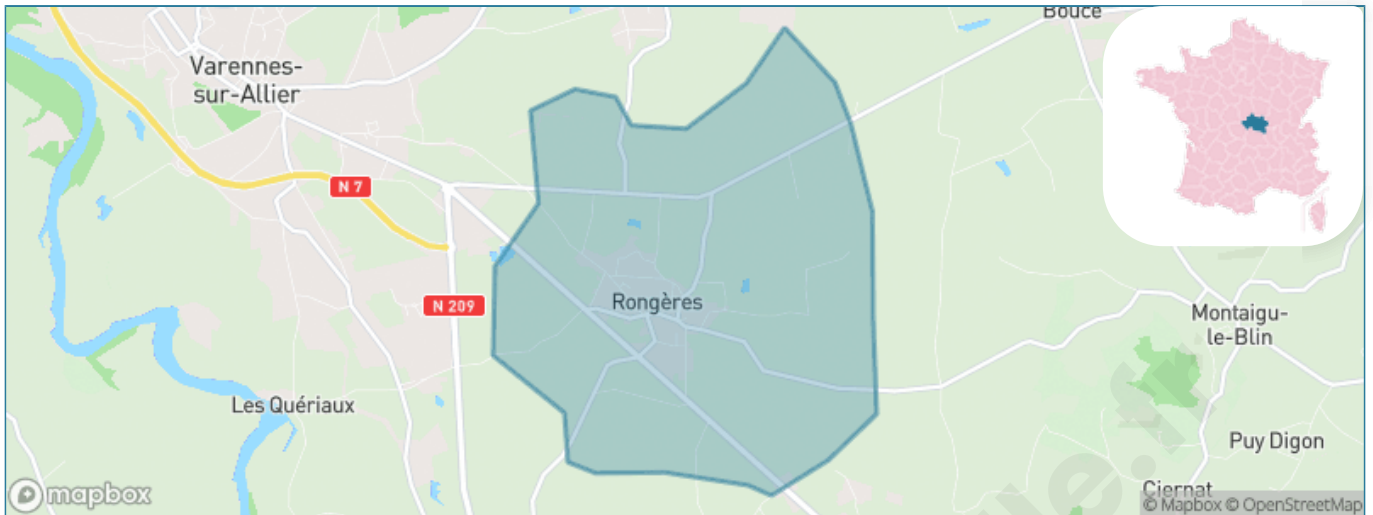 Bouce
Varennes-
sur-Allier
N 7
Rongères
N 209
Montaigu-
le-Blin
Les Quériaux
Puy Digon
Ciernat
mapbox
© Mapbox © OpenStreetMap